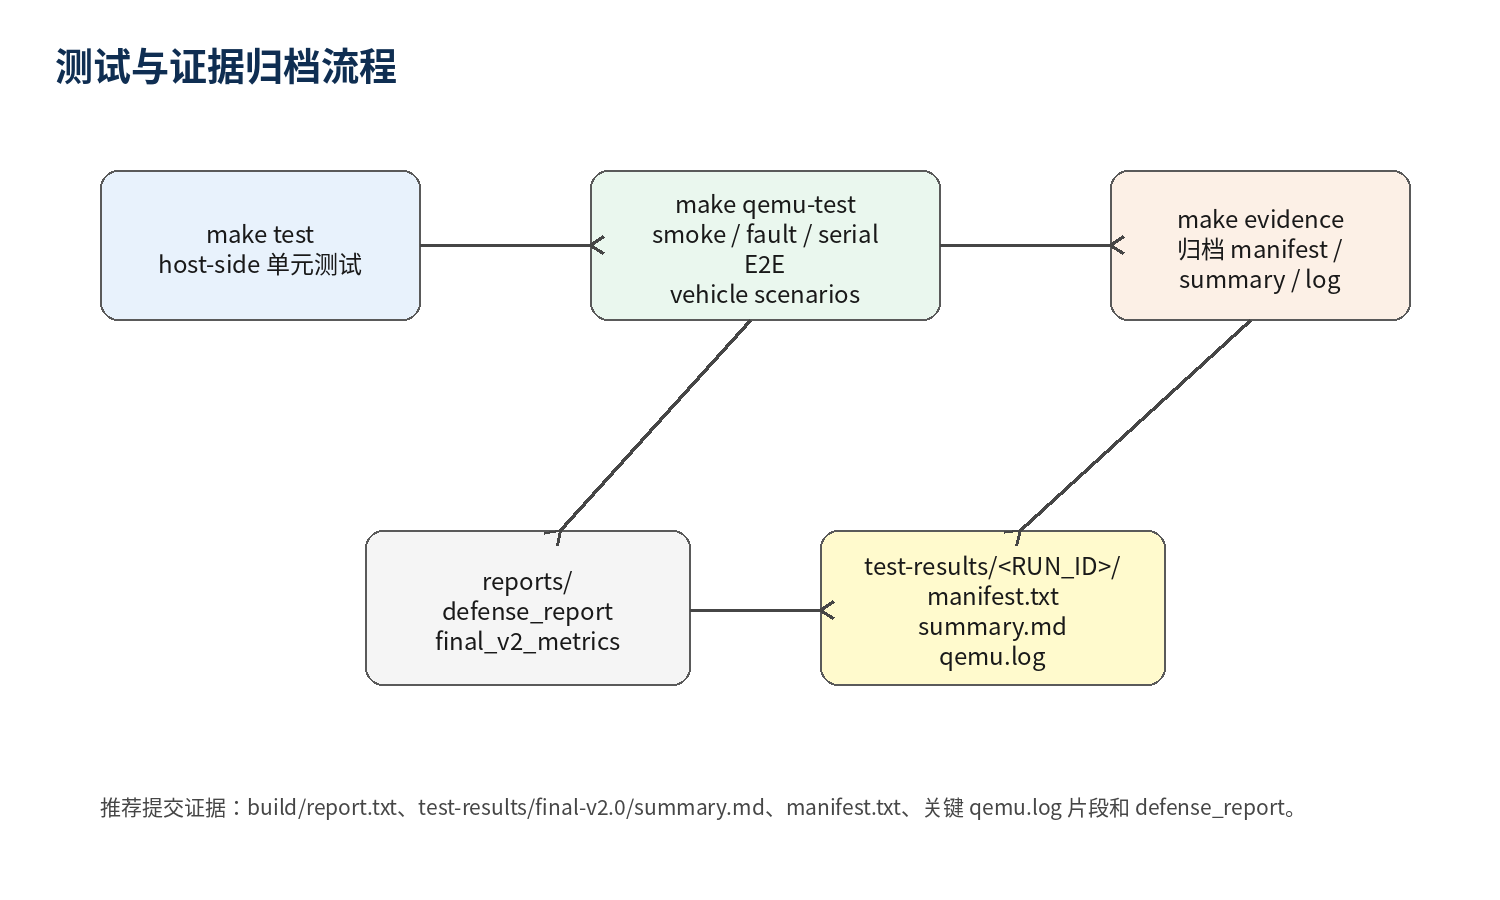 测试与证据归档流程
make test
host-side 单元测试
make qemu-test
smoke / fault / serial
E2E
vehicle scenarios
make evidence
归档 manifest /
summary / log
reports/
defense_report
final_v2_metrics
test-results/<RUN_ID>/
manifest.txt
summary.md
qemu.log
推荐提交证据：build/report.txt、test-results/final-v2.0/summary.md、manifest.txt、关键 qemu.log 片段和 defense_report。